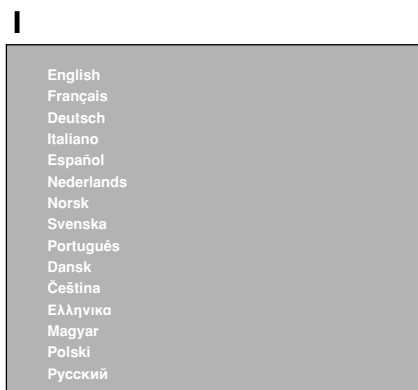 I
English
Français
Deutsch
Italiano
Español
Nederlands
Norsk
Svenska
Português
Dansk
Čeština
Ελληνικα
Magyar
Polski
Русский